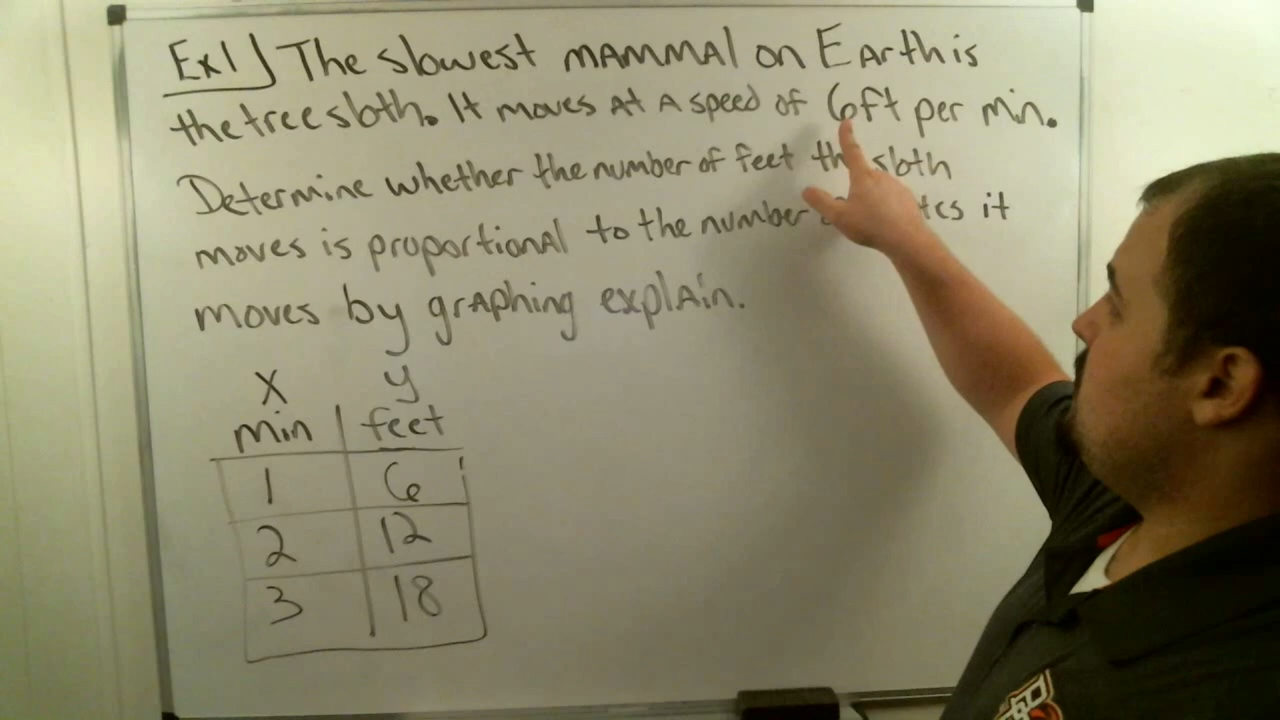 Ex1) The slowest MAMMAl on EArth is
the tree sloth. It moves At A speed of 6ft per min.
Determine whether the number of feet the sloth
moves is proportionAl to the number it
moves by grAphing explAin.
x y
min feet
1 6
2 12
3 18